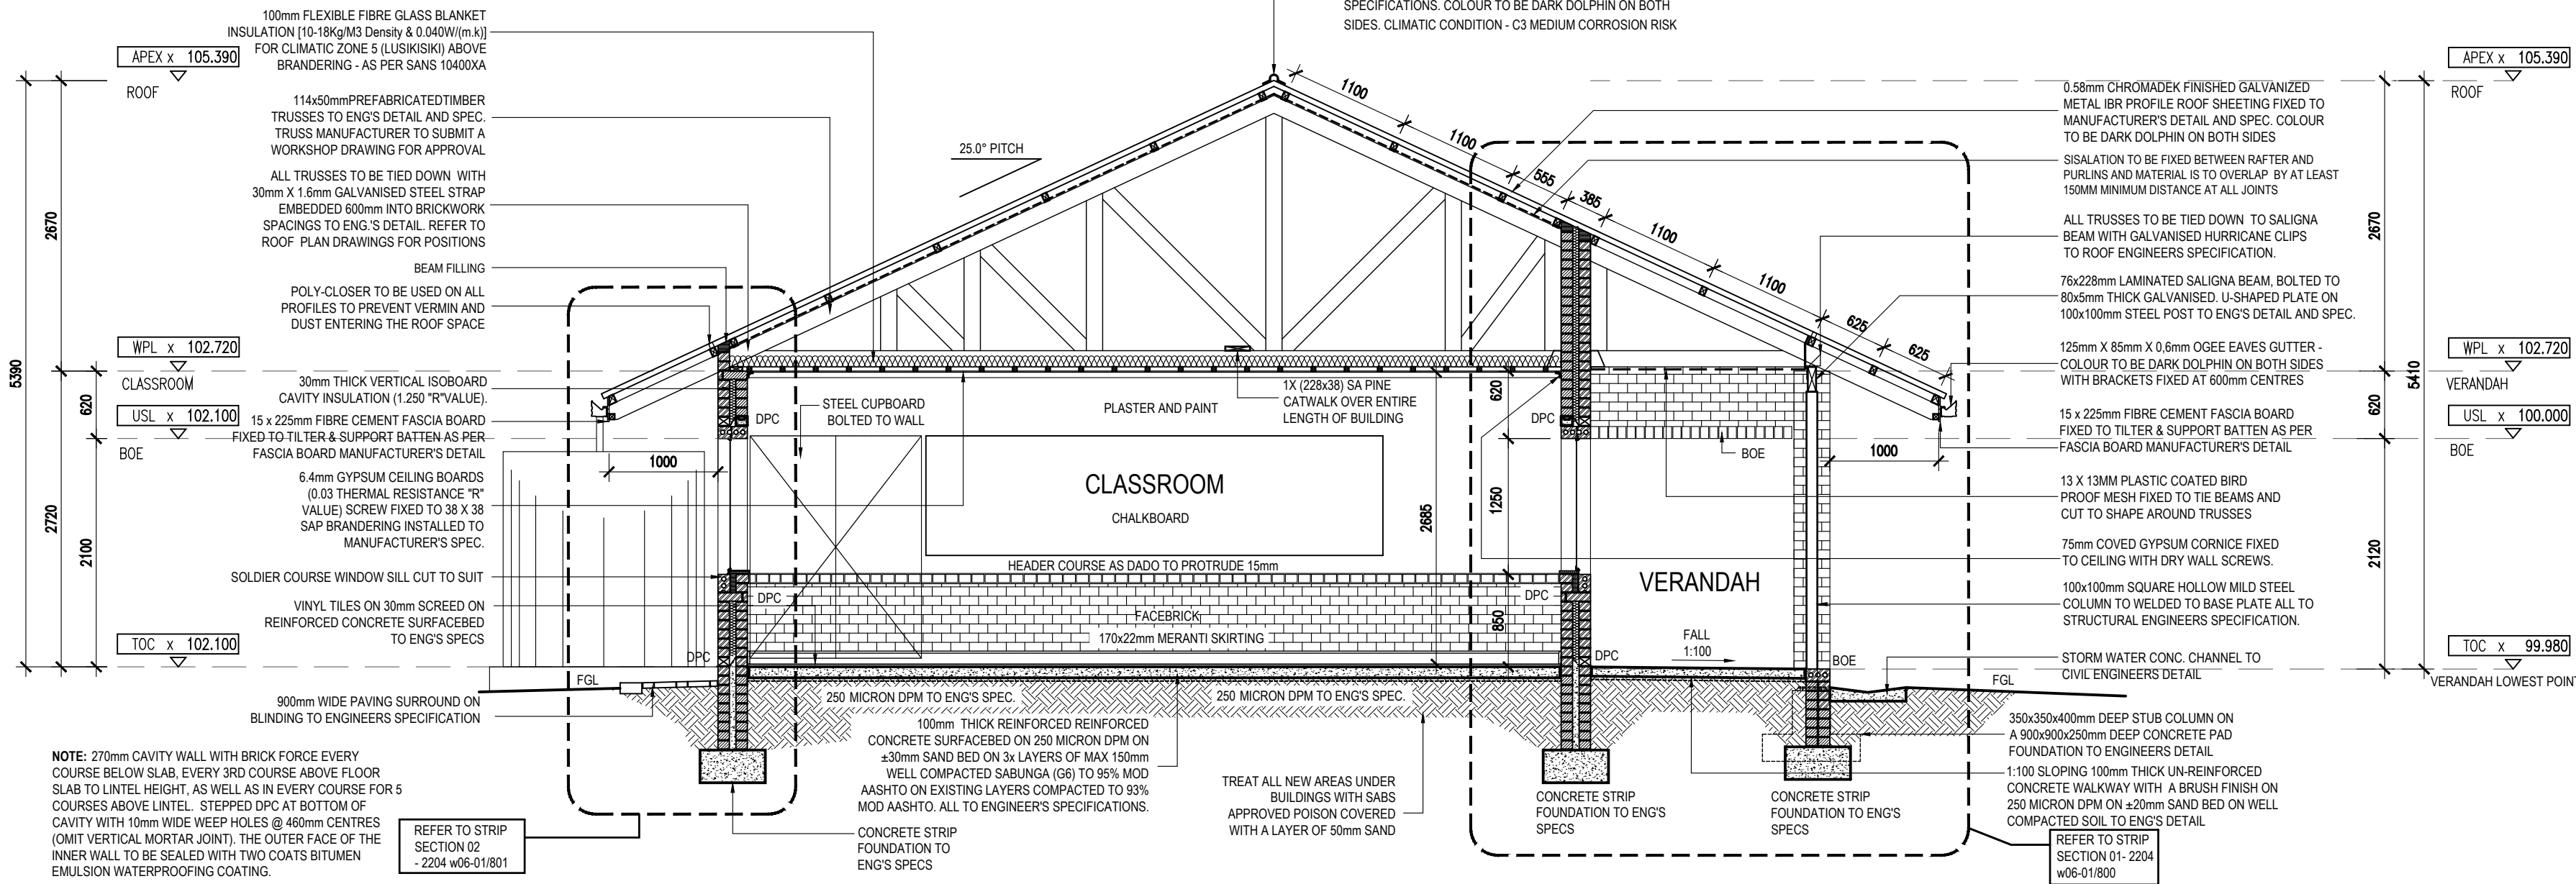 SPECIFICATIONS. COLOUR TO BE DARK DOLPHIN ON BOTH
SIDES. CLIMATIC CONDITION - C3 MEDIUM CORROSION RISK
100mm FLEXIBLE FIBRE GLASS BLANKET
INSULATION [10-18Kg/M3 Density & 0.040W/(m.k)]
FOR CLIMATIC ZONE 5 (LUSIKISIKI) ABOVE
BRANDERING - AS PER SANS 10400XA
114x50mmPREFABRICATEDTIMBER
TRUSSES TO ENG'S DETAIL AND SPEC.
TRUSS MANUFACTURER TO SUBMIT A
WORKSHOP DRAWING FOR APPROVAL
ALL TRUSSES TO BE TIED DOWN WITH
30mm X 1.6mm GALVANISED STEEL STRAP
EMBEDDED 600mm INTO BRICKWORK
SPACINGS TO ENG.'S DETAIL. REFER TO
ROOF PLAN DRAWINGS FOR POSITIONS
BEAM FILLING
POLY-CLOSER TO BE USED ON ALL
PROFILES TO PREVENT VERMIN AND
DUST ENTERING THE ROOF SPACE
30mm THICK VERTICAL ISOBOARD
CAVITY INSULATION (1.250 "R"VALUE).
15 x 225mm FIBRE CEMENT FASCIA BOARD
FIXED TO TILTER & SUPPORT BATTEN AS PER
FASCIA BOARD MANUFACTURER'S DETAIL
6.4mm GYPSUM CEILING BOARDS
(0.03 THERMAL RESISTANCE "R"
VALUE) SCREW FIXED TO 38 X 38
SAP BRANDERING INSTALLED TO
MANUFACTURER'S SPEC.
SOLDIER COURSE WINDOW SILL CUT TO SUIT
VINYL TILES ON 30mm SCREED ON
REINFORCED CONCRETE SURFACEBED
TO ENG'S SPECS
900mm WIDE PAVING SURROUND ON
BLINDING TO ENGINEERS SPECIFICATION
NOTE: 270mm CAVITY WALL WITH BRICK FORCE EVERY
COURSE BELOW SLAB, EVERY 3RD COURSE ABOVE FLOOR
SLAB TO LINTEL HEIGHT, AS WELL AS IN EVERY COURSE FOR 5
COURSES ABOVE LINTEL. STEPPED DPC AT BOTTOM OF
CAVITY WITH 10mm WIDE WEEP HOLES @ 460mm CENTRES
(OMIT VERTICAL MORTAR JOINT). THE OUTER FACE OF THE
INNER WALL TO BE SEALED WITH TWO COATS BITUMEN
EMULSION WATERPROOFING COATING.
REFER TO STRIP
SECTION 02
- 2204 w06-01/801
APEX x 105.390
ROOF
WPL x 102.720
CLASSROOM
USL x 102.100
BOE
TOC x 102.100
5390
2670
2720
620
2100
25.0° PITCH
1100
1100
555
385
1100
1100
625
625
1000
DPC
STEEL CUPBOARD
BOLTED TO WALL
PLASTER AND PAINT
1X (228x38) SA PINE
CATWALK OVER ENTIRE
LENGTH OF BUILDING
DPC
620
BOE
1000
CLASSROOM
CHALKBOARD
2685
1250
HEADER COURSE AS DADO TO PROTRUDE 15mm
DPC
FACEBRICK
170x22mm MERANTI SKIRTING
DPC
850
VERANDAH
FALL
1:100
DPC
DPC
BOE
FGL
FGL
250 MICRON DPM TO ENG'S SPEC.
250 MICRON DPM TO ENG'S SPEC.
100mm THICK REINFORCED REINFORCED
CONCRETE SURFACEBED ON 250 MICRON DPM ON
±30mm SAND BED ON 3x LAYERS OF MAX 150mm
WELL COMPACTED SABUNGA (G6) TO 95% MOD
AASHTO ON EXISTING LAYERS COMPACTED TO 93%
MOD AASHTO. ALL TO ENGINEER'S SPECIFICATIONS.
CONCRETE STRIP
FOUNDATION TO
ENG'S SPECS
TREAT ALL NEW AREAS UNDER
BUILDINGS WITH SABS
APPROVED POISON COVERED
WITH A LAYER OF 50mm SAND
CONCRETE STRIP
FOUNDATION TO ENG'S
SPECS
CONCRETE STRIP
FOUNDATION TO ENG'S
SPECS
0.58mm CHROMADEK FINISHED GALVANIZED
METAL IBR PROFILE ROOF SHEETING FIXED TO
MANUFACTURER'S DETAIL AND SPEC. COLOUR
TO BE DARK DOLPHIN ON BOTH SIDES
SISALATION TO BE FIXED BETWEEN RAFTER AND
PURLINS AND MATERIAL IS TO OVERLAP BY AT LEAST
150MM MINIMUM DISTANCE AT ALL JOINTS
ALL TRUSSES TO BE TIED DOWN TO SALIGNA
BEAM WITH GALVANISED HURRICANE CLIPS
TO ROOF ENGINEERS SPECIFICATION.
76x228mm LAMINATED SALIGNA BEAM, BOLTED TO
80x5mm THICK GALVANISED. U-SHAPED PLATE ON
100x100mm STEEL POST TO ENG'S DETAIL AND SPEC.
125mm X 85mm X 0,6mm OGEE EAVES GUTTER -
COLOUR TO BE DARK DOLPHIN ON BOTH SIDES
WITH BRACKETS FIXED AT 600mm CENTRES
15 x 225mm FIBRE CEMENT FASCIA BOARD
FIXED TO TILTER & SUPPORT BATTEN AS PER
FASCIA BOARD MANUFACTURER'S DETAIL
13 X 13MM PLASTIC COATED BIRD
PROOF MESH FIXED TO TIE BEAMS AND
CUT TO SHAPE AROUND TRUSSES
75mm COVED GYPSUM CORNICE FIXED
TO CEILING WITH DRY WALL SCREWS.
100x100mm SQUARE HOLLOW MILD STEEL
COLUMN TO WELDED TO BASE PLATE ALL TO
STRUCTURAL ENGINEERS SPECIFICATION.
STORM WATER CONC. CHANNEL TO
CIVIL ENGINEERS DETAIL
350x350x400mm DEEP STUB COLUMN ON
A 900x900x250mm DEEP CONCRETE PAD
FOUNDATION TO ENGINEERS DETAIL
1:100 SLOPING 100mm THICK UN-REINFORCED
CONCRETE WALKWAY WITH A BRUSH FINISH ON
250 MICRON DPM ON ±20mm SAND BED ON WELL
COMPACTED SOIL TO ENG'S DETAIL
REFER TO STRIP
SECTION 01- 2204
w06-01/800
2670
620
2120
5410
APEX x 105.390
ROOF
WPL x 102.720
VERANDAH
USL x 100.000
BOE
TOC x 99.980
VERANDAH LOWEST POINT